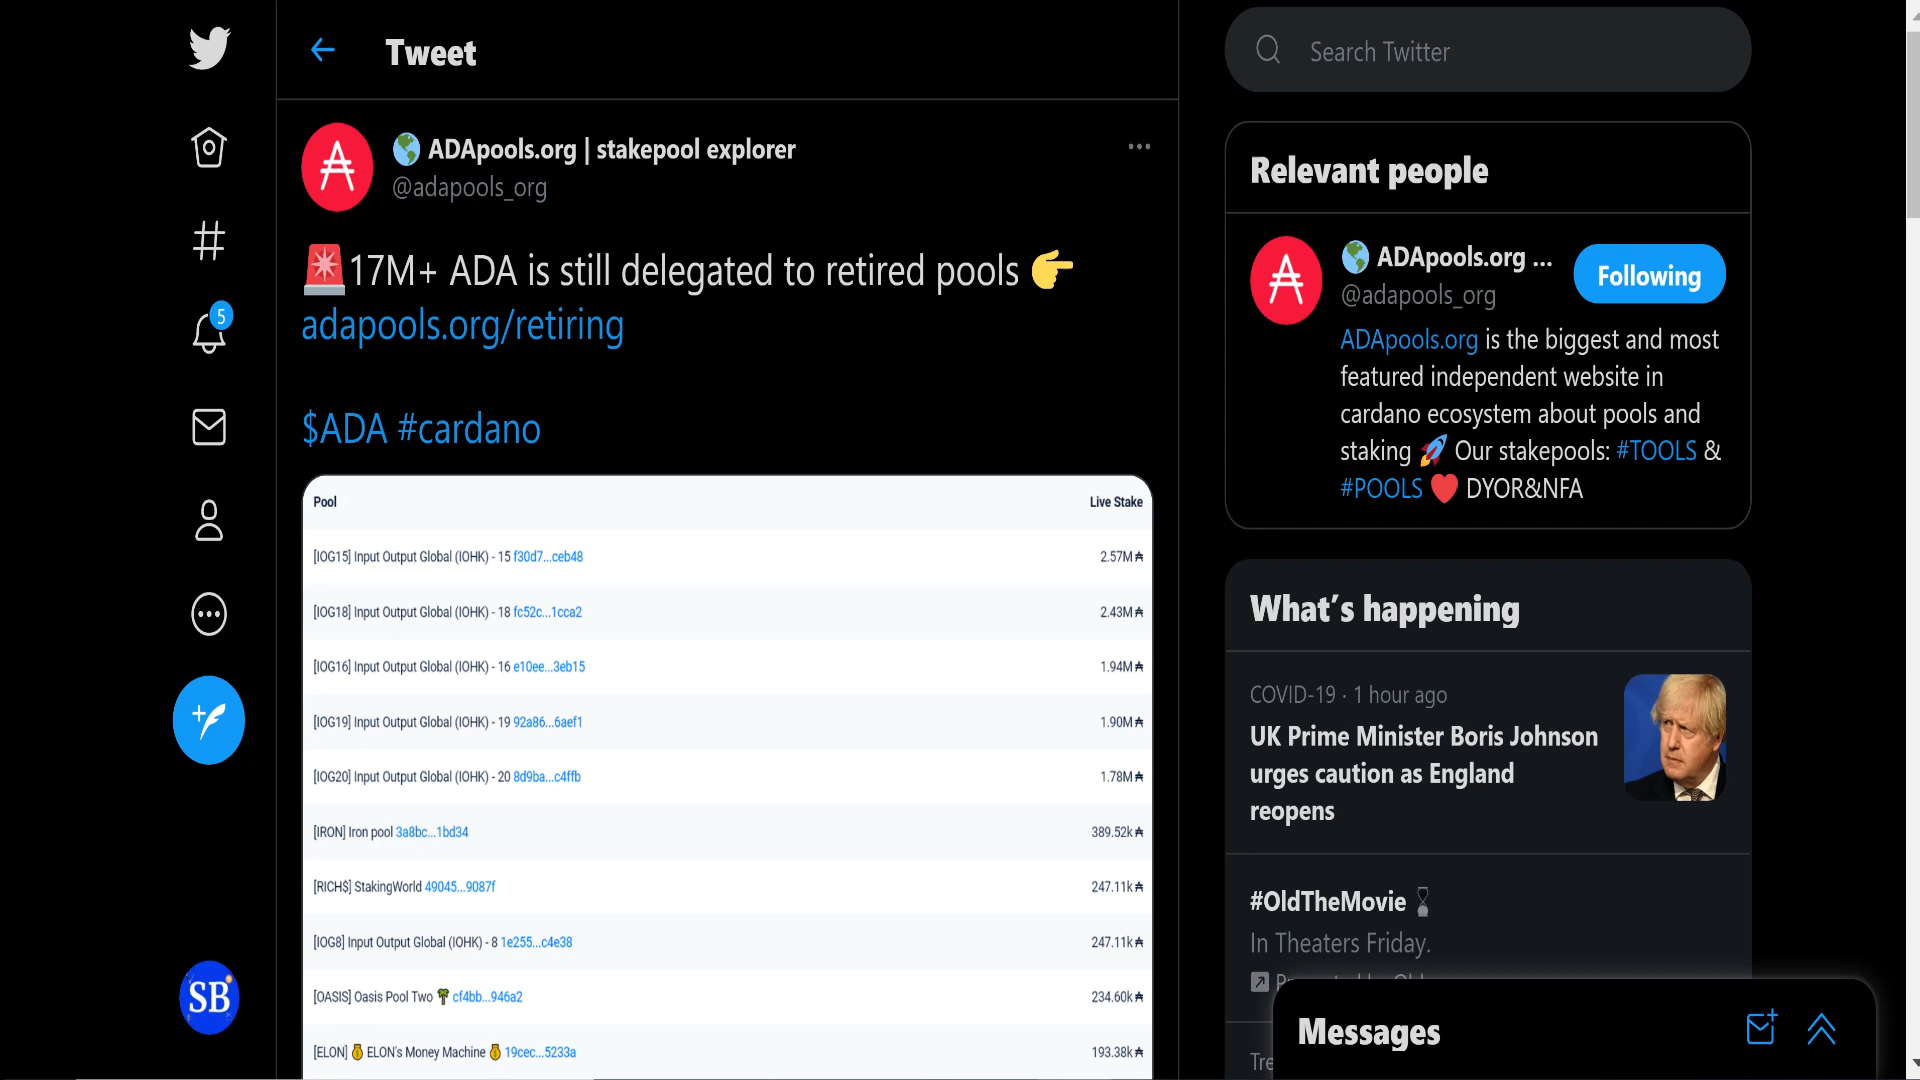 Tweet
ADApools.org | stakepool explorer
@adapools_org
17M+ ADA is still delegated to retired pools
adapools.org/retiring
$ADA #cardano
Pool Live Stake
[IOG15] Input Output Global (IOHK) - 15 f30d7...ceb48 2.57M₳
[IOG18] Input Output Global (IOHK) - 18 fc52c...1cca2 2.43M₳
[IOG16] Input Output Global (IOHK) - 16 e10ee...3eb15 1.94M₳
[IOG19] Input Output Global (IOHK) - 19 92a86...6aef1 1.90M₳
[IOG20] Input Output Global (IOHK) - 20 8d9ba...c4ffb 1.78M₳
[IRON] Iron pool 3a8bc...1bd34 389.52k₳
[RICH$] StakingWorld 49045...9087f 247.11k₳
[IOG8] Input Output Global (IOHK) - 8 1e255...c4e38 247.11k₳
[OASIS] Oasis Pool Two 🌴 cf4bb...946a2 234.60k₳
[ELON] 💰 ELON's Money Machine 💰 19cec...5233a 193.38k₳
5
SB
Search Twitter
Relevant people
ADApools.org ...
@adapools_org
Following
ADApools.org is the biggest and most
featured independent website in
cardano ecosystem about pools and
staking 🚀 Our stakepools: #TOOLS &
#POOLS ❤️ DYOR&NFA
What's happening
COVID-19 · 1 hour ago
UK Prime Minister Boris Johnson
urges caution as England
reopens
#OldTheMovie
In Theaters Friday.
Messages